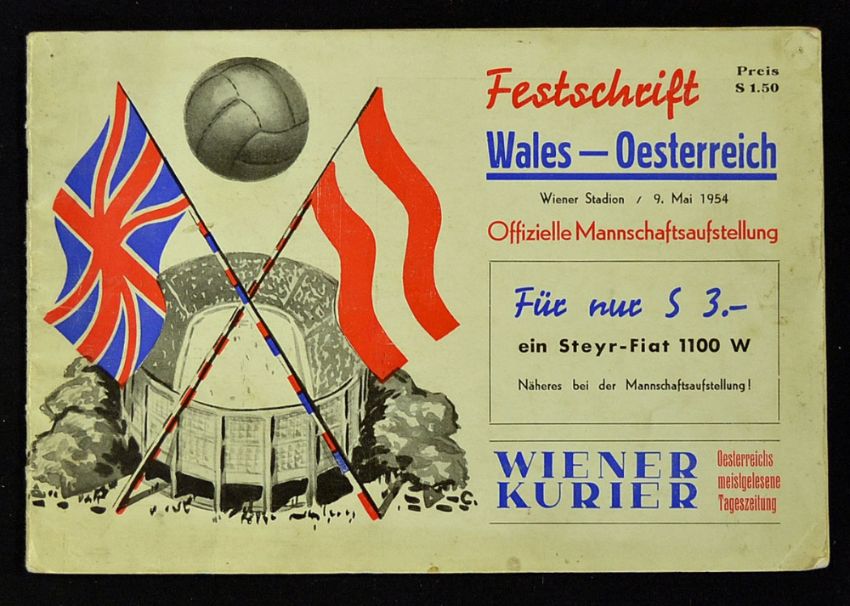 Festschrift
Preis
S 1.50
Wales – Oesterreich
Wiener Stadion / 9. Mai 1954
Offizielle Mannschaftsaufstellung
Für nur S 3.–
ein Steyr-Fiat 1100 W
Näheres bei der Mannschaftsaufstellung!
WIENER
KURIER
Oesterreichs
meistgelesene
Tageszeitung